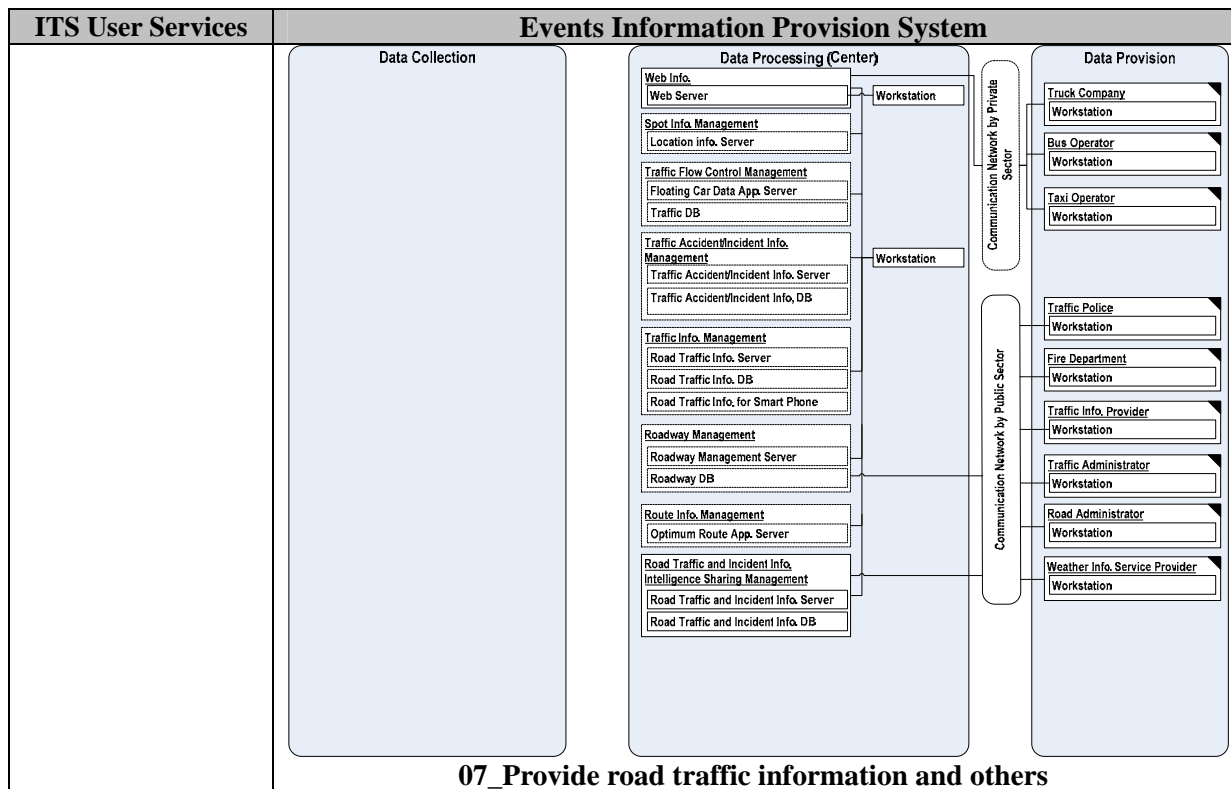 ITS User Services
Events Information Provision System
Data Collection
Data Processing (Center)
Web Info.
Web Server
Workstation
Spot Info. Management
Location info. Server
Traffic Flow Control Management
Floating Car Data App. Server
Traffic DB
Traffic Accident/Incident Info.
Management
Traffic Accident/Incident Info. Server
Traffic Accident/Incident Info, DB
Workstation
Traffic Info. Management
Road Traffic Info. Server
Road Traffic Info. DB
Road Traffic Info. for Smart Phone
Roadway Management
Roadway Management Server
Roadway DB
Route Info. Management
Optimum Route App. Server
Road Traffic and Incident Info.
Intelligence Sharing Management
Road Traffic and Incident Info. Server
Road Traffic and Incident Info. DB
Communication Network by Private
Sector
Communication Network by Public Sector
Data Provision
Truck Company
Workstation
Bus Operator
Workstation
Taxi Operator
Workstation
Traffic Police
Workstation
Fire Department
Workstation
Traffic Info. Provider
Workstation
Traffic Administrator
Workstation
Road Administrator
Workstation
Weather Info. Service Provider
Workstation
07_Provide road traffic information and others